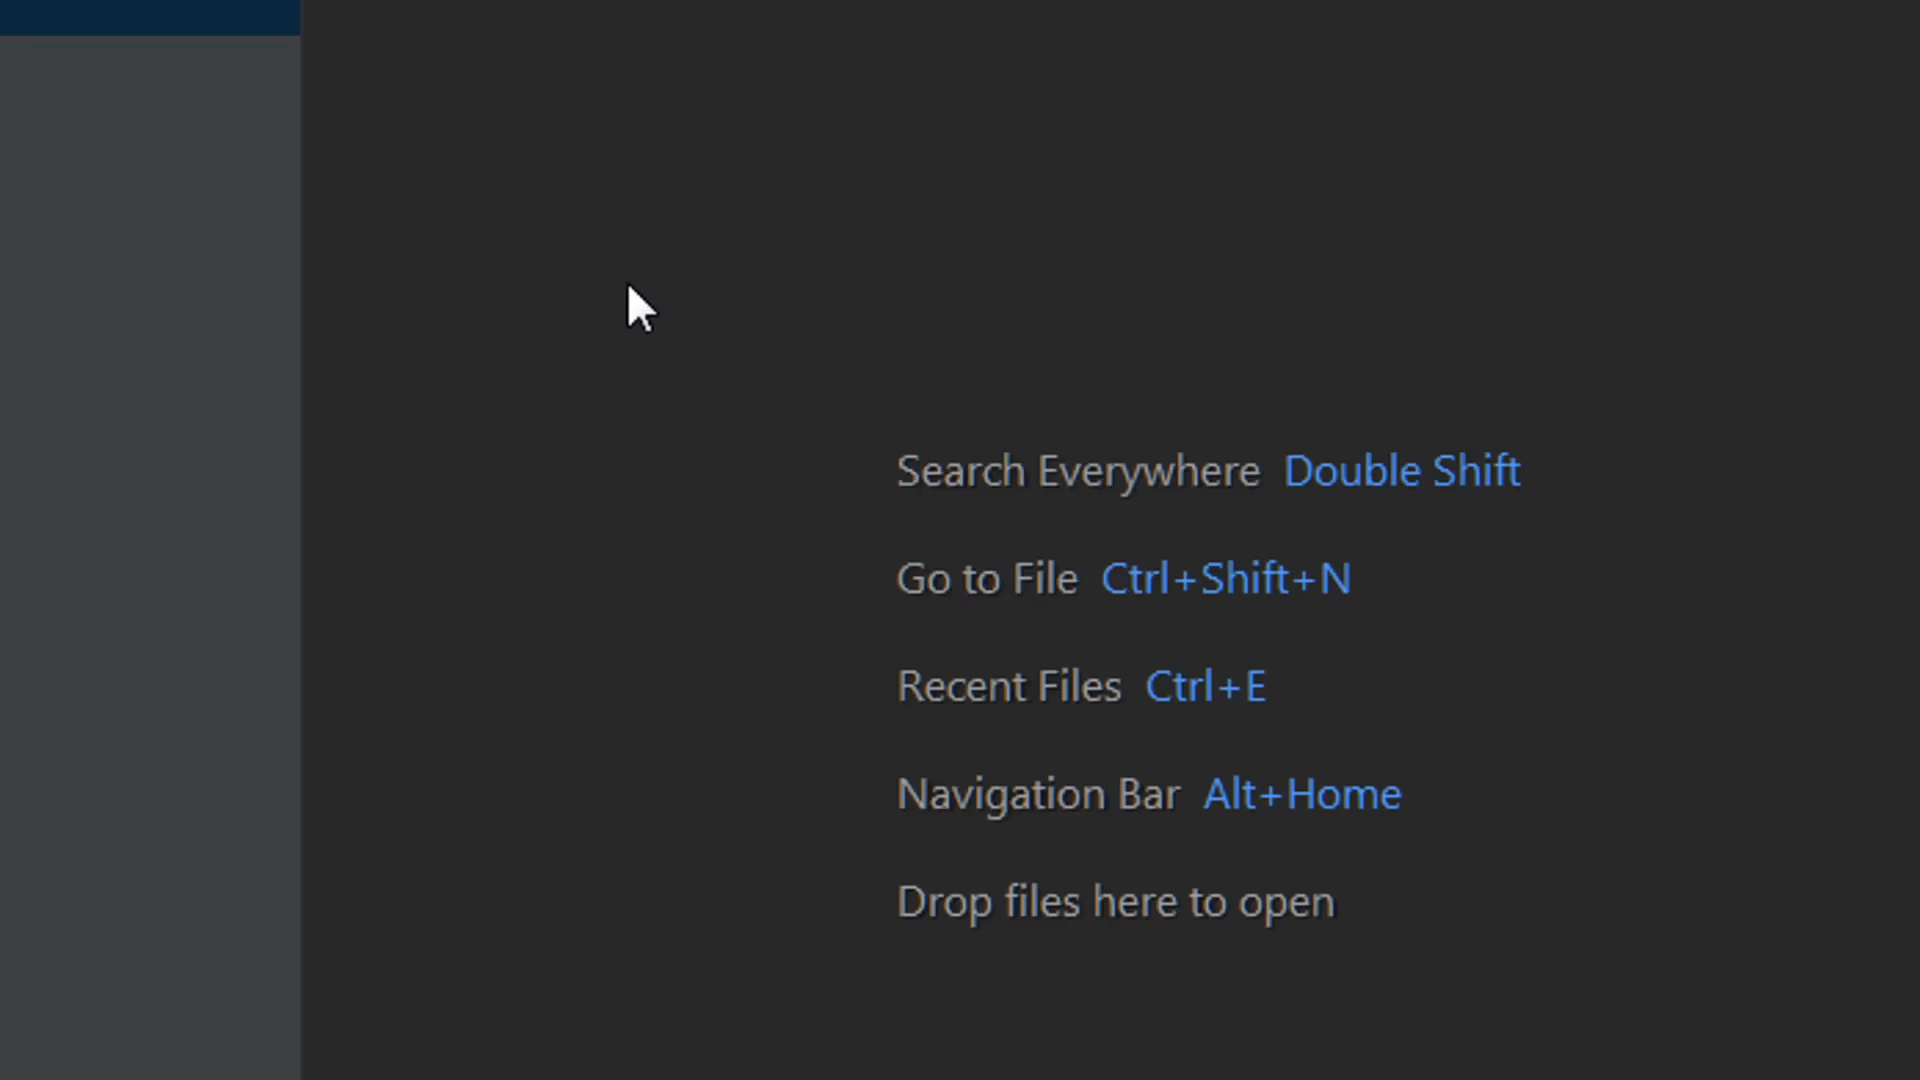 Search Everywhere Double Shift
Go to File Ctrl+Shift+N
Recent Files Ctrl+E
Navigation Bar Alt+Home
Drop files here to open